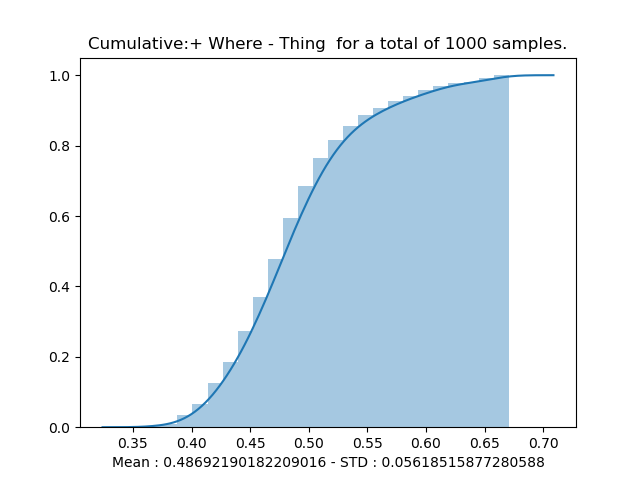 Cumulative:+ Where - Thing  for a total of 1000 samples.
1.0
0.8
0.6
0.4
0.2
0.0
0.35 0.40 0.45 0.50 0.55 0.60 0.65 0.70
Mean : 0.48692190182209016 - STD : 0.05618515877280588